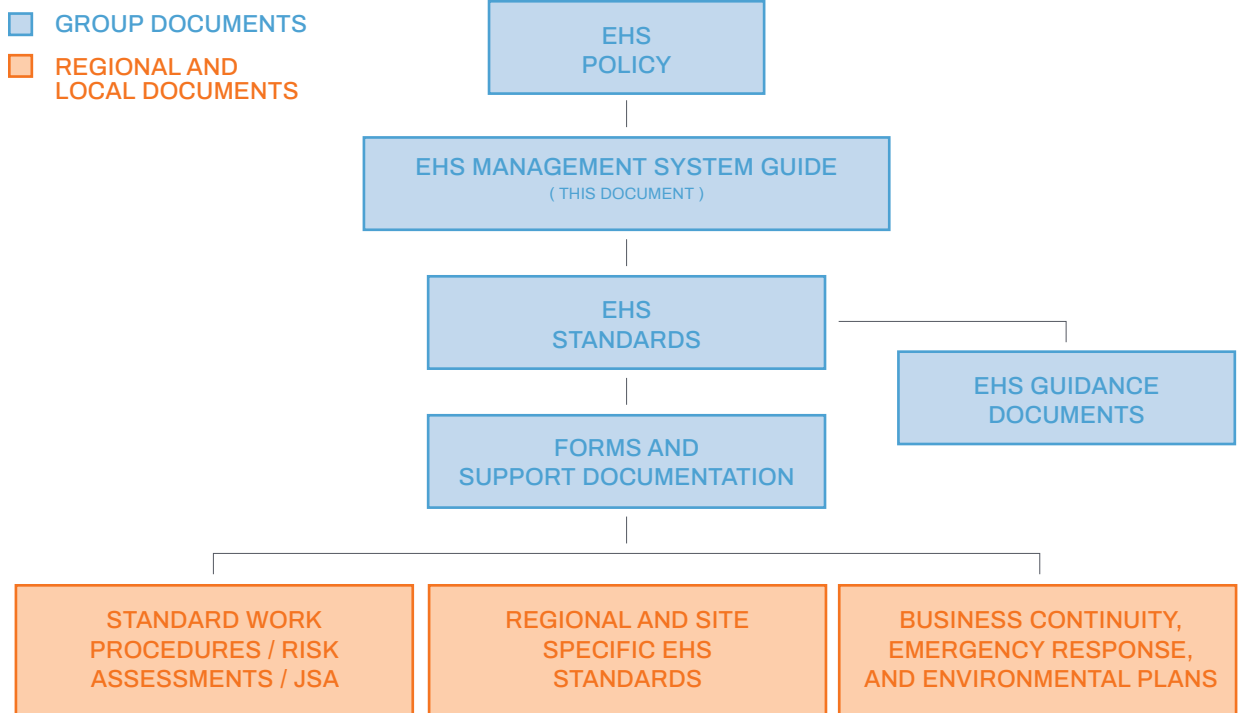 GROUP DOCUMENTS
REGIONAL AND
LOCAL DOCUMENTS
EHS
POLICY
EHS MANAGEMENT SYSTEM GUIDE
( THIS DOCUMENT )
EHS
STANDARDS
EHS GUIDANCE
DOCUMENTS
FORMS AND
SUPPORT DOCUMENTATION
STANDARD WORK
PROCEDURES / RISK
ASSESSMENTS / JSA
REGIONAL AND SITE
SPECIFIC EHS
STANDARDS
BUSINESS CONTINUITY,
EMERGENCY RESPONSE,
AND ENVIRONMENTAL PLANS